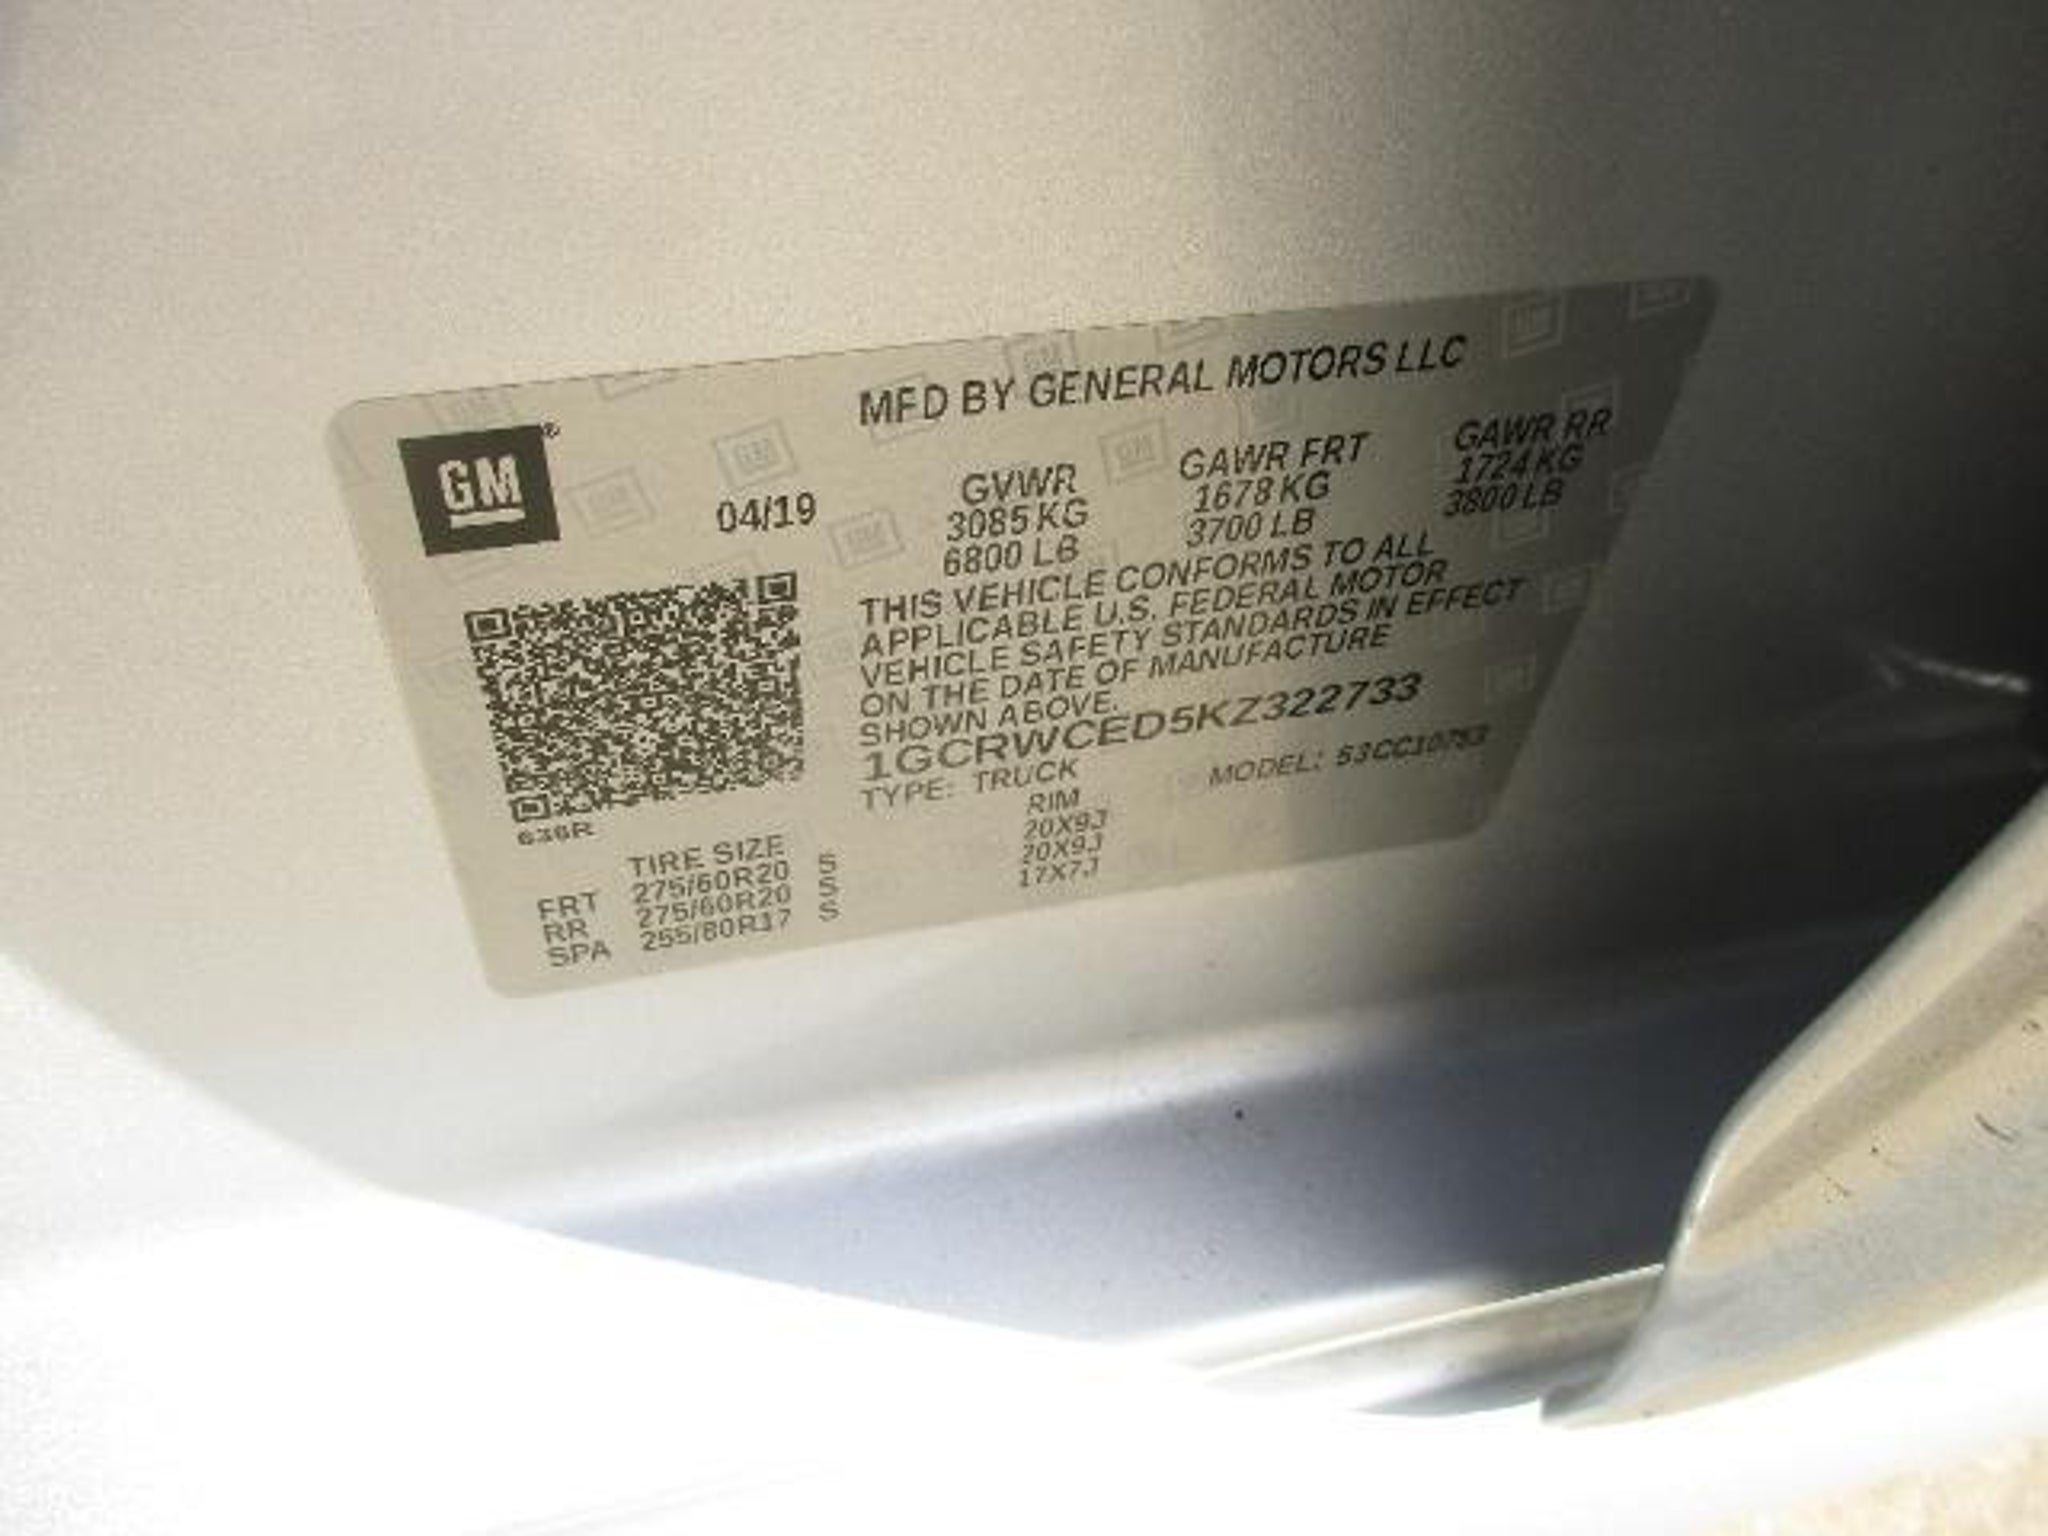 MFD BY GENERAL MOTORS LLC
GM®
04/19
GVWR GAWR FRT GAWR RR
3085 KG 1678 KG 1724 KG
6800 LB 3700 LB 3800 LB
THIS VEHICLE CONFORMS TO ALL
APPLICABLE U.S. FEDERAL MOTOR
VEHICLE SAFETY STANDARDS IN EFFECT
ON THE DATE OF MANUFACTURE
SHOWN ABOVE.
1GCRWCED5KZ322733
TYPE: TRUCK MODEL:
636R
TIRE SIZE RIM
FRT 275/60R20 S 20X9J
RR 275/60R20 S 20X9J
SPA 255/80R17 S 17X7J